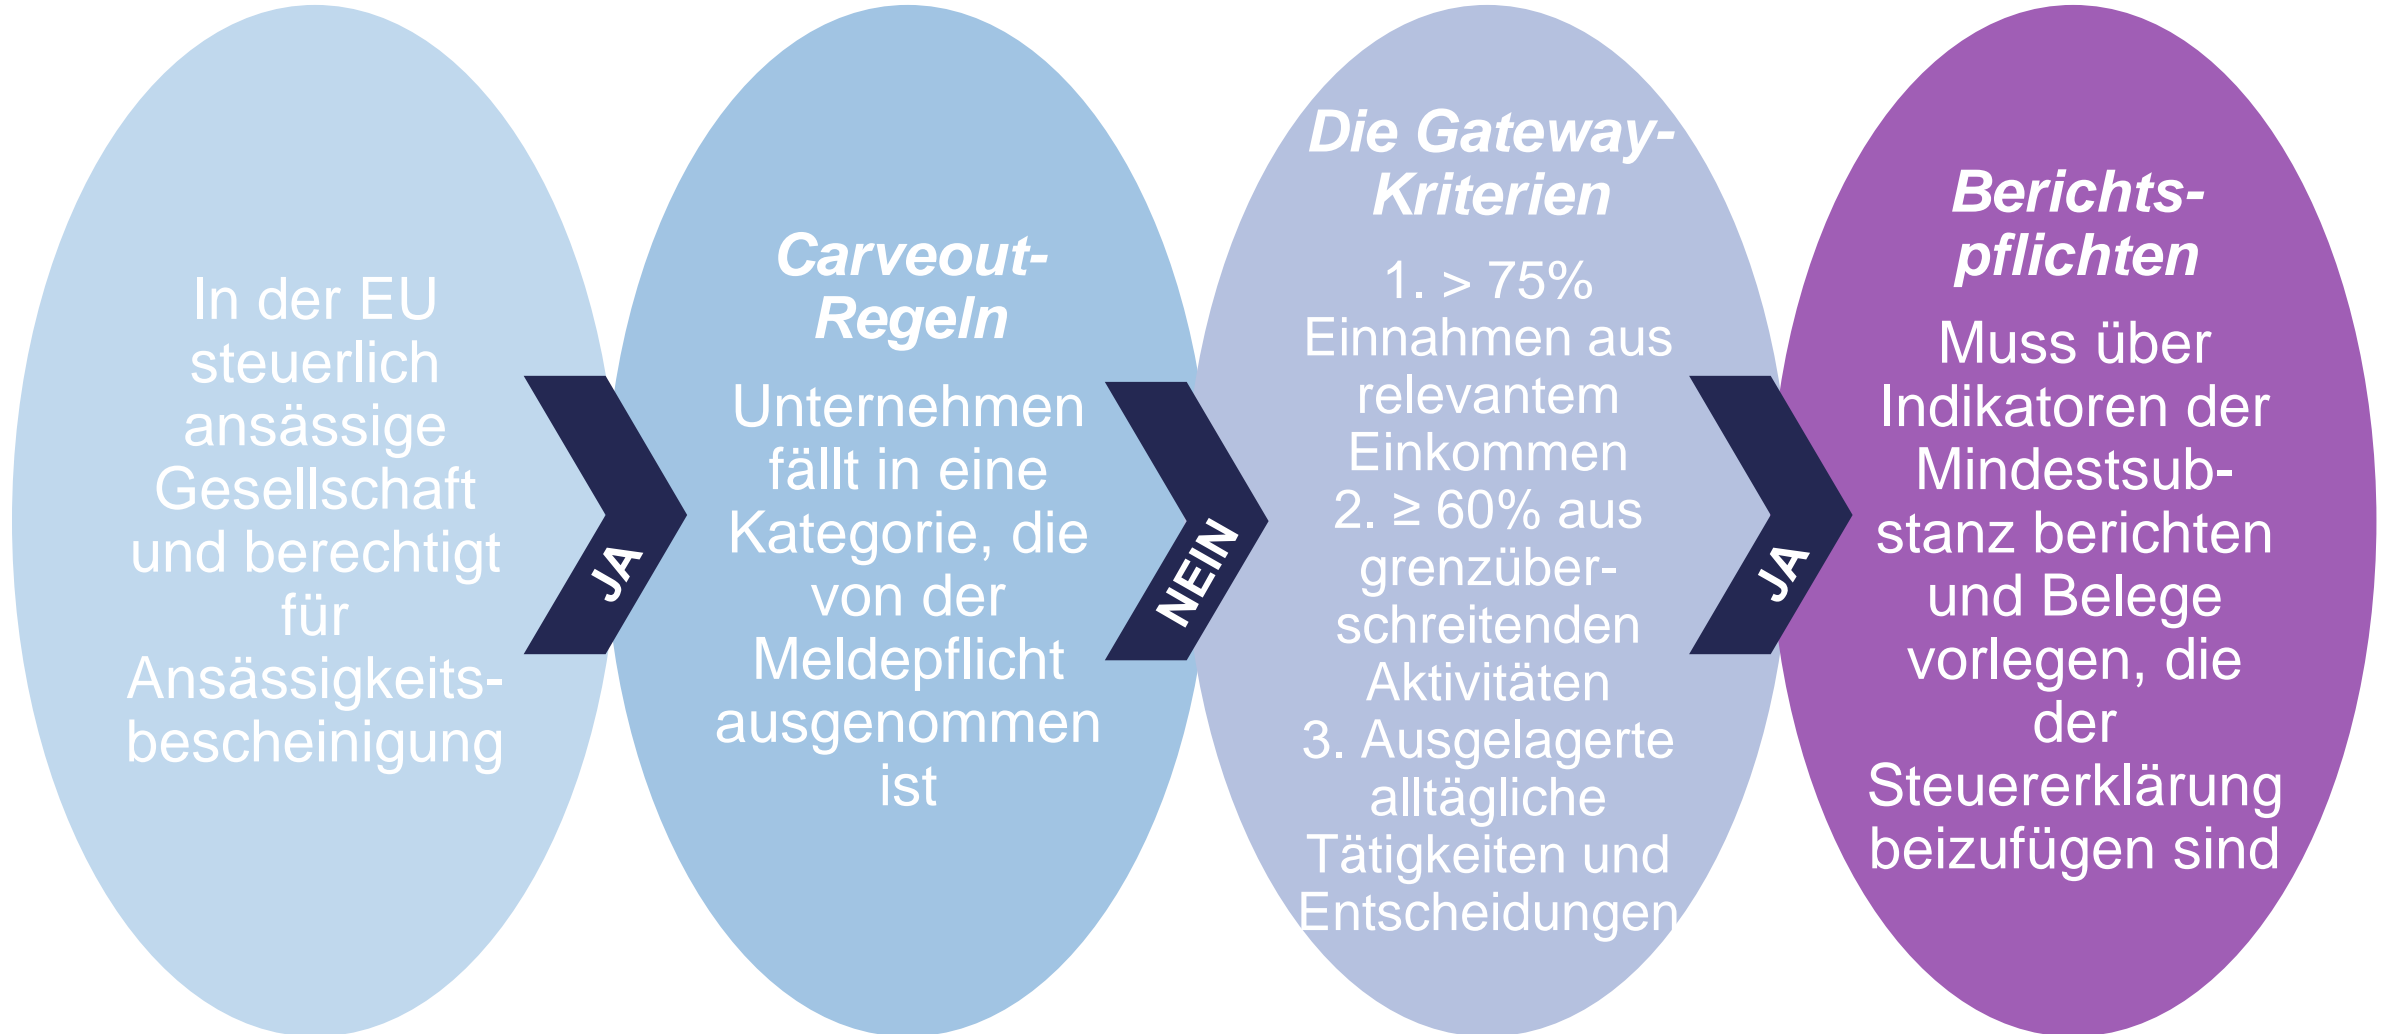 In der EU
steuerlich
ansässige
Gesellschaft
und berechtigt
für
Ansässigkeits-
bescheinigung
JA
Carveout-
Regeln
Unternehmen
fällt in eine
Kategorie, die
von der
Meldepflicht
ausgenommen
ist
NEIN
Die Gateway-
Kriterien
1. > 75%
Einnahmen aus
relevantem
Einkommen
2. ≥ 60% aus
grenzüber-
schreitenden
Aktivitäten
3. Ausgelagerte
alltägliche
Tätigkeiten und
Entscheidungen
JA
Berichts-
pflichten
Muss über
Indikatoren der
Mindestsub-
stanz berichten
und Belege
vorlegen, die
der
Steuererklärung
beizufügen sind